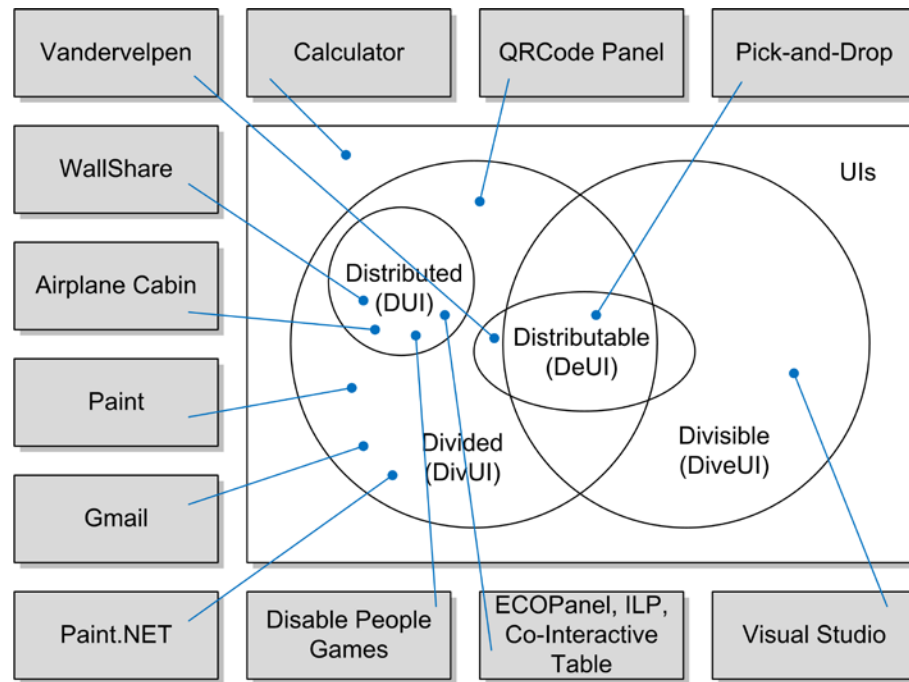 Vandervelpen
Calculator
QRCode Panel
Pick-and-Drop
WallShare
UIs
Airplane Cabin
Distributed
(DUI)
Distributable
(DeUI)
Paint
Divided
(DivUI)
Divisible
(DiveUI)
Gmail
Paint.NET
Disable People
Games
ECOPanel, ILP,
Co-Interactive
Table
Visual Studio